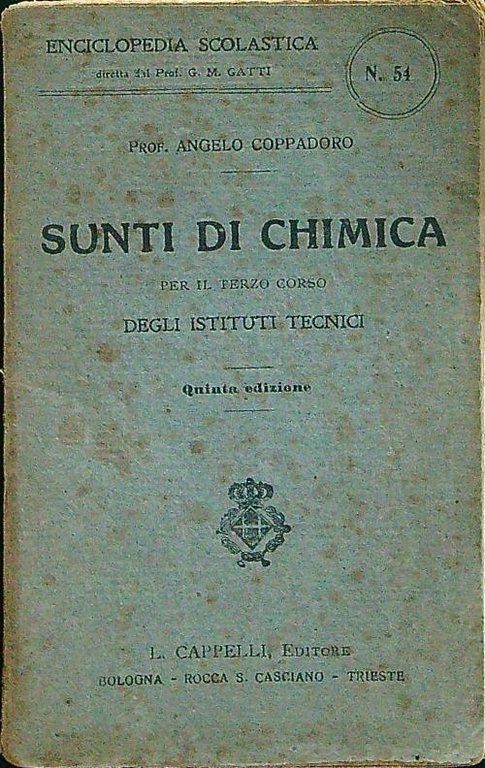 ENCICLOPEDIA SCOLASTICA
diretta dal Prof. G. M. GATTI
N. 51
PROF. ANGELO COPPADORO
SUNTI DI CHIMICA
PER IL TERZO CORSO
DEGLI ISTITUTI TECNICI
Quinta edizione
L. CAPPELLI, EDITORE
BOLOGNA - ROCCA S. CASCIANO - TRIESTE